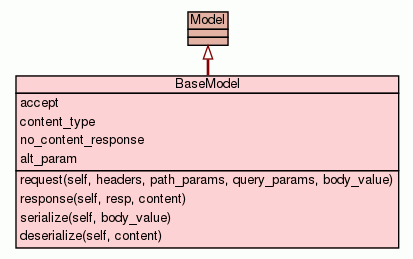 Model
BaseModel
accept
content_type
no_content_response
alt_param
request(self, headers, path_params, query_params, body_value)
response(self, resp, content)
serialize(self, body_value)
deserialize(self, content)